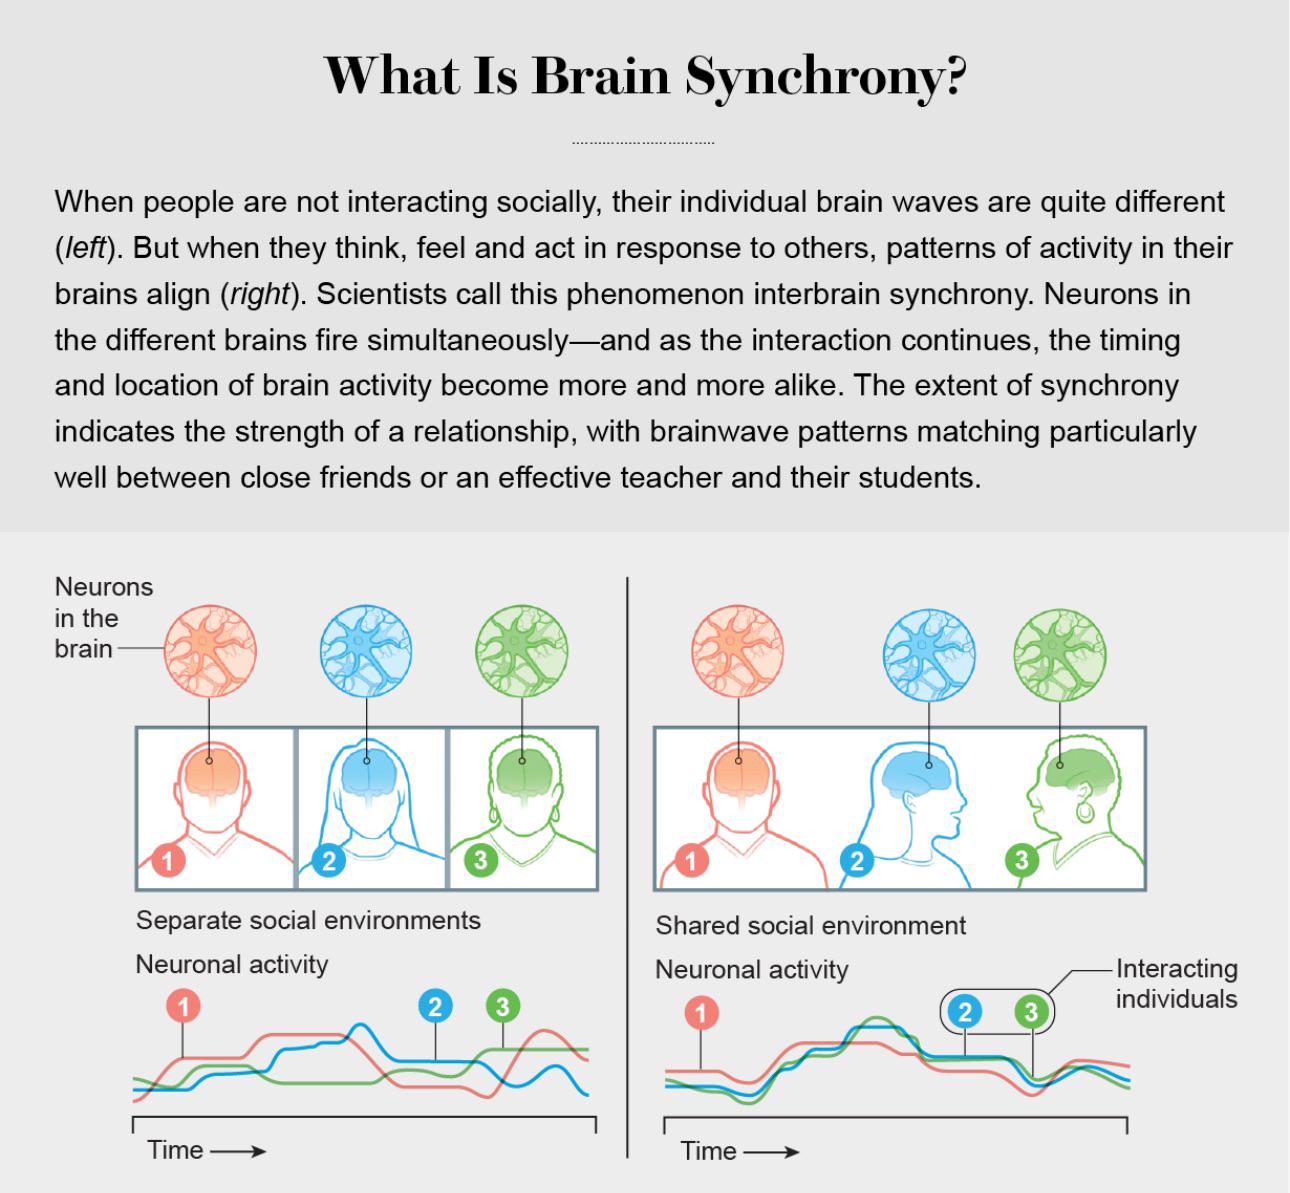 What Is Brain Synchrony?
When people are not interacting socially, their individual brain waves are quite different
(left). But when they think, feel and act in response to others, patterns of activity in their
brains align (right). Scientists call this phenomenon interbrain synchrony. Neurons in
the different brains fire simultaneously—and as the interaction continues, the timing
and location of brain activity become more and more alike. The extent of synchrony
indicates the strength of a relationship, with brainwave patterns matching particularly
well between close friends or an effective teacher and their students.
Neurons
in the
brain
1
2
3
Separate social environments
Neuronal activity
1
2
3
Time
1
2
3
Shared social environment
Neuronal activity
1
2
3
Interacting
individuals
Time